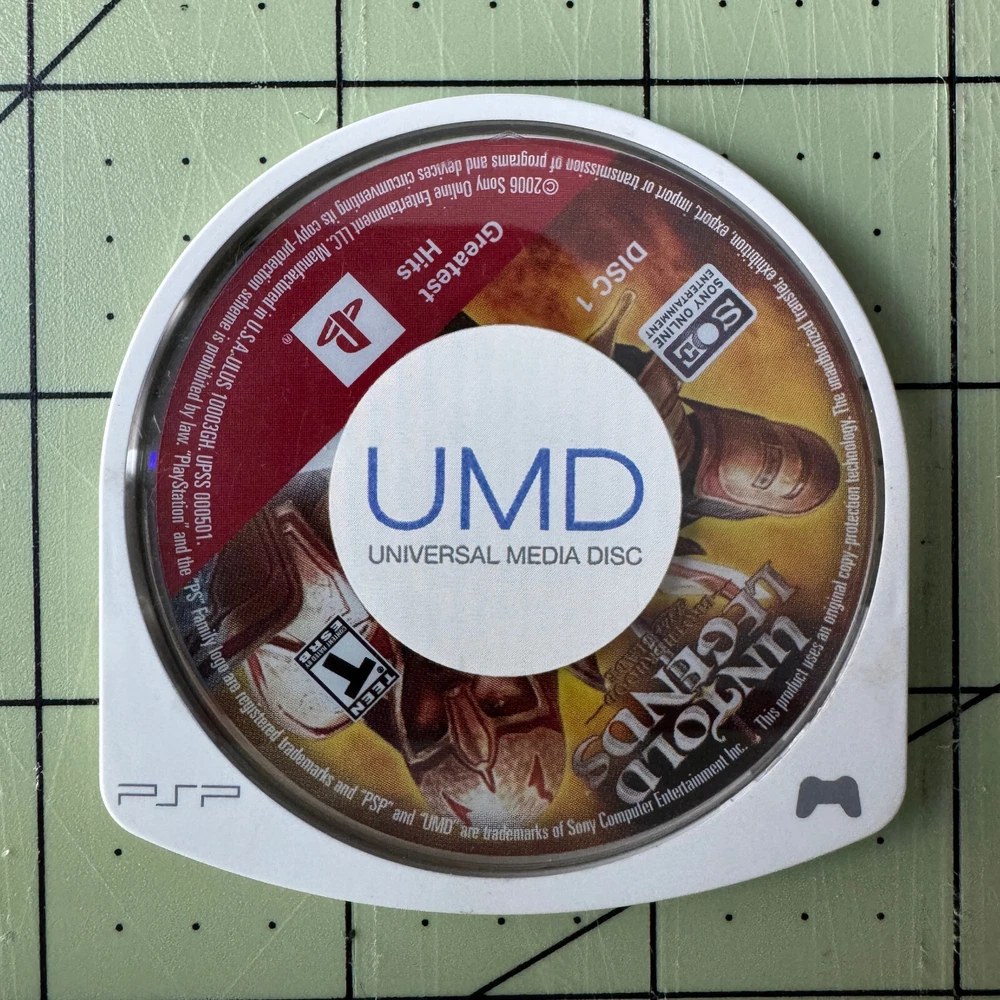 UMD
UNIVERSAL MEDIA DISC
PSP
Greatest
Hits
®
DISC 1
SOE
SONY ONLINE
ENTERTAINMENT
UNTOLD
LEGENDS
TEEN
T
®
CONTENT RATED BY
ESRB
This product uses an original copy-protection technology. The unauthorized transfer, exhibition, export, import or transmission of programs and devices circumventing its copy-protection scheme is prohibited by law. "PlayStation" and the "PS" Family logo are registered trademarks and "PSP" and "UMD" are trademarks of Sony Computer Entertainment Inc.
©2006 Sony Online Entertainment LLC. Manufactured in U.S.A. ULUS 10003GH. UPSS 000501.